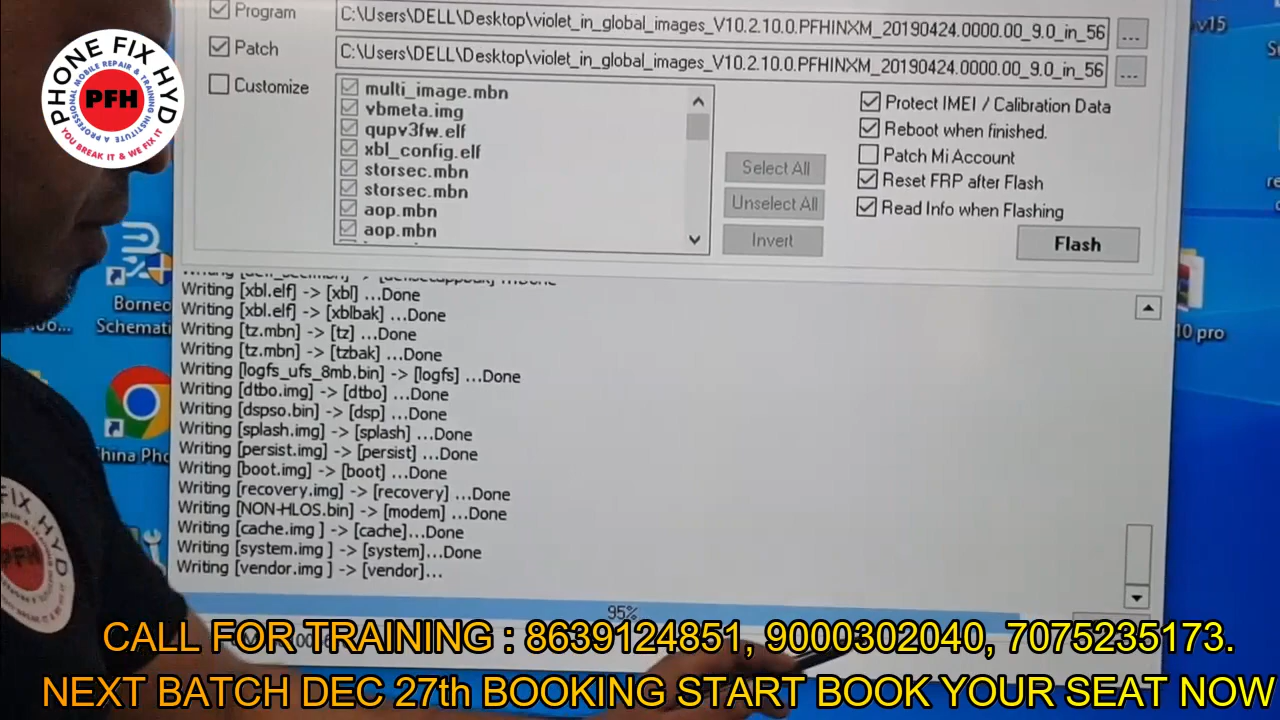 Program
C:\Users\DELL\Desktop\violet_in_global_images_V10.2.10.0.PFHINXM_20190424.0000.00_9.0_in_56
...
v15
Patch
C:\Users\DELL\Desktop\violet_in_global_images_V10.2.10.0.PFHINXM_20190424.0000.00_9.0_in_56
...
Customize
multi_image.mbn
vbmeta.img
qupv3fw.elf
xbl_config.elf
storsec.mbn
storsec.mbn
aop.mbn
aop.mbn
Select All
Unselect All
Invert
Protect IMEI / Calibration Data
Reboot when finished.
Patch Mi Account
Reset FRP after Flash
Read Info when Flashing
Flash
PHONE FIX HYD
A PROFESSIONAL MOBILE REPAIR & TRAINING INSTITUTE
PFH
YOU BREAK IT & WE FIX IT
Borneo
Schemati
10 pro
Writing [xbl.elf] -> [xbl] ...Done
Writing [xbl.elf] -> [xblbak] ...Done
Writing [tz.mbn] -> [tz] ...Done
Writing [tz.mbn] -> [tzbak] ...Done
Writing [logfs_ufs_8mb.bin] -> [logfs] ...Done
Writing [dtbo.img] -> [dtbo] ...Done
Writing [dspso.bin] -> [dsp] ...Done
Writing [splash.img] -> [splash] ...Done
Writing [persist.img] -> [persist] ...Done
Writing [boot.img] -> [boot] ...Done
Writing [recovery.img] -> [recovery] ...Done
Writing [NON-HLOS.bin] -> [modem] ...Done
Writing [cache.img ] -> [cache]...Done
Writing [system.img ] -> [system]...Done
Writing [vendor.img ] -> [vendor]...
95%
FIX HYD
PFH
CALL FOR TRAINING : 8639124851, 9000302040, 7075235173.
NEXT BATCH DEC 27th BOOKING START BOOK YOUR SEAT NOW